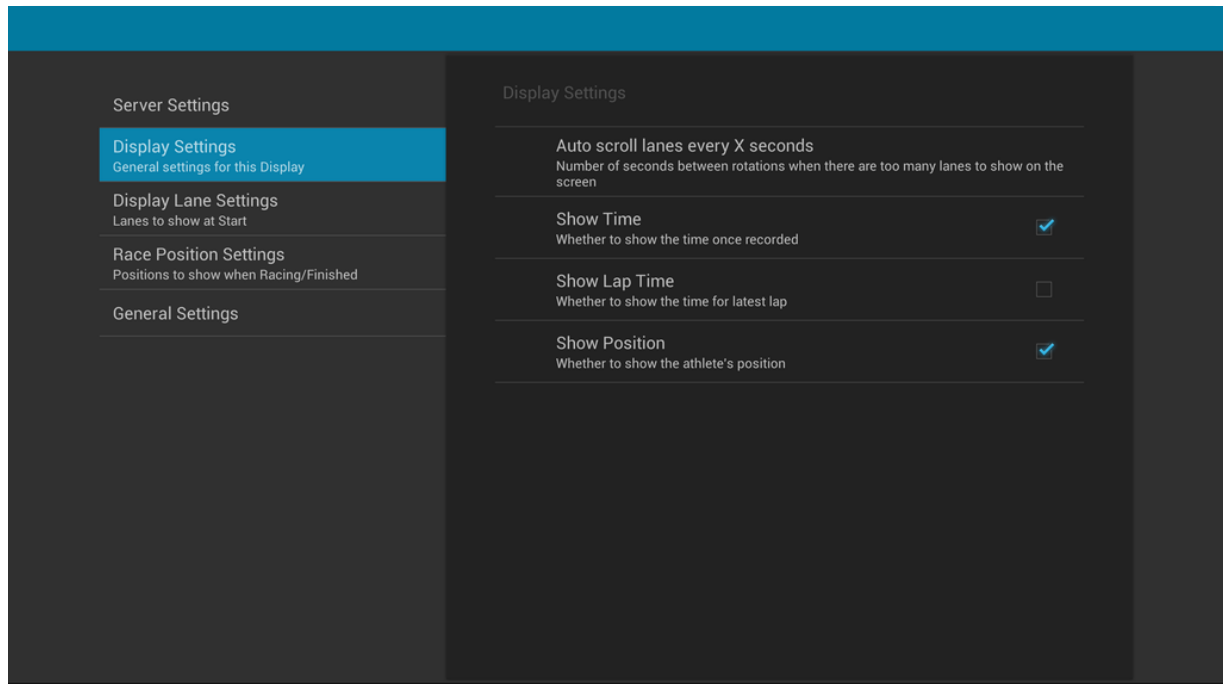 Server Settings
Display Settings
General settings for this Display
Display Lane Settings
Lanes to show at Start
Race Position Settings
Positions to show when Racing/Finished
General Settings
Display Settings
Auto scroll lanes every X seconds
Number of seconds between rotations when there are too many lanes to show on the
screen
Show Time
Whether to show the time once recorded
Show Lap Time
Whether to show the time for latest lap
Show Position
Whether to show the athlete's position